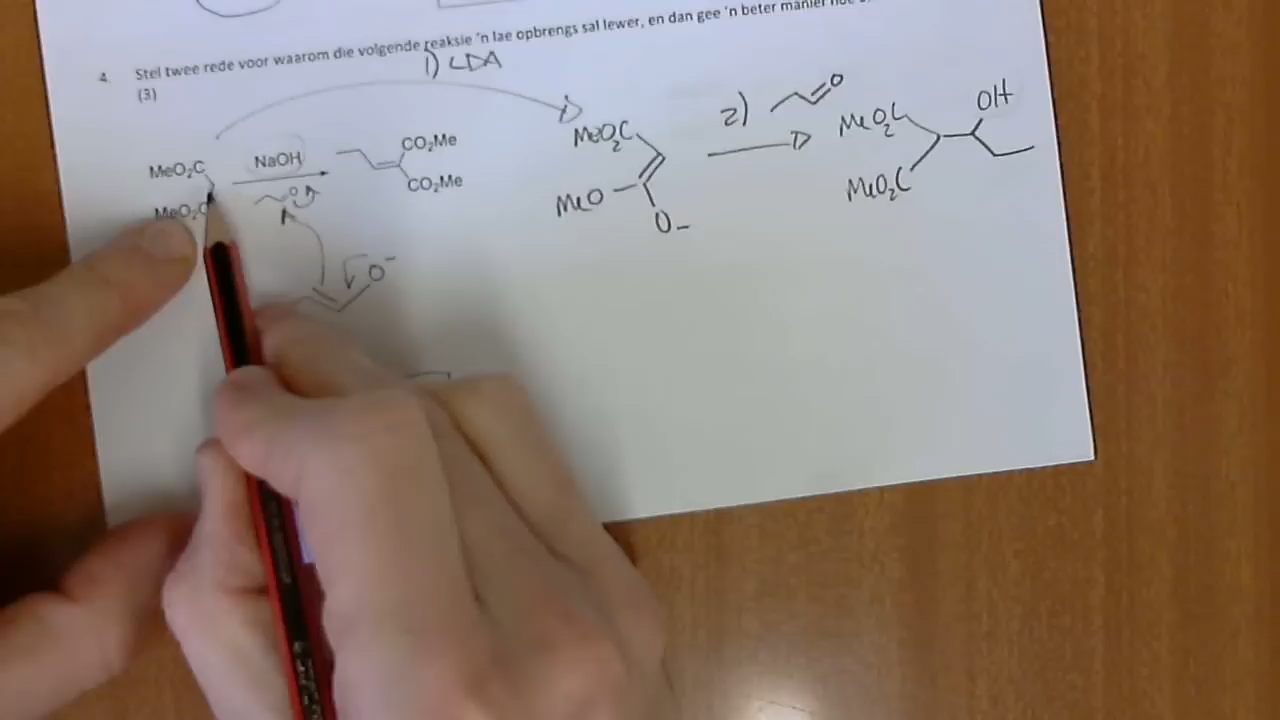 4. Stel twee rede voor waarom die volgende reaksie 'n lae opbrengs sal lewer, en dan gee 'n beter manier
(3)
1) LDA
MeO₂C
MeO₂C
NaOH
O
CO₂Me
CO₂Me
O⁻
MeO₂C
MeO
O-
2)
O
MeO₂C
MeO₂C
OH